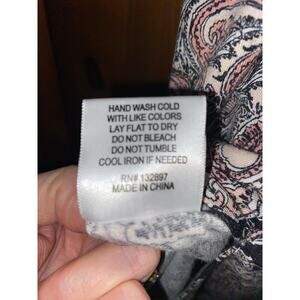 HAND WASH COLD
WITH LIKE COLORS
LAY FLAT TO DRY
DO NOT BLEACH
DO NOT TUMBLE
COOL IRON IF NEEDED
RN# 132897
MADE IN CHINA